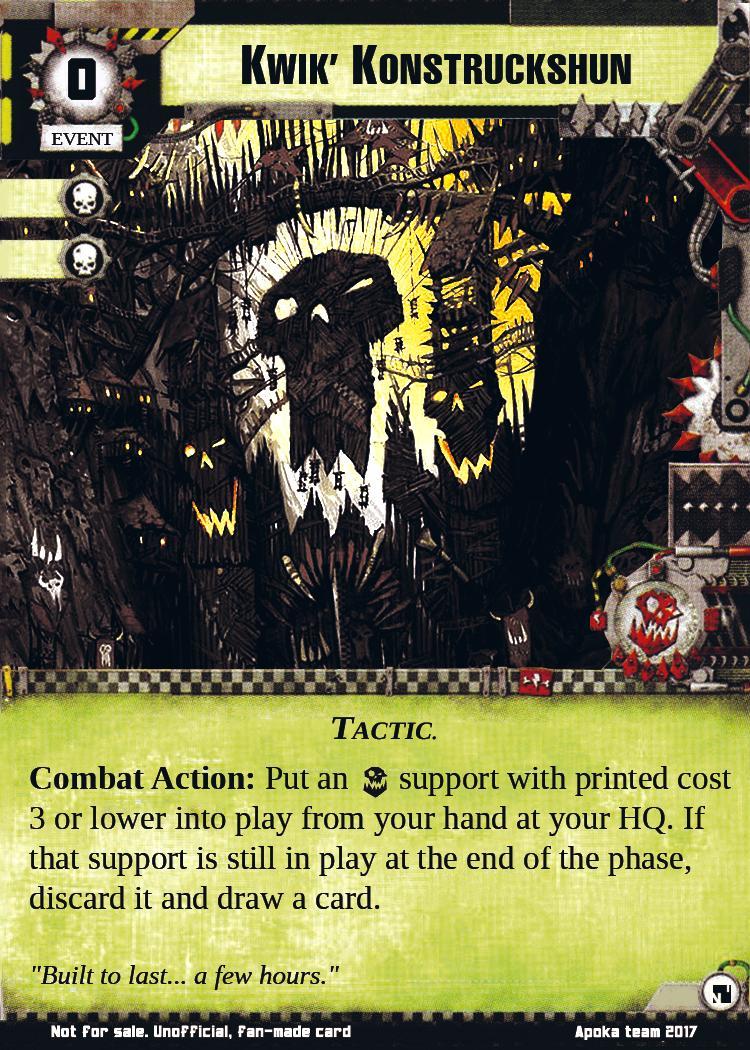 0
EVENT
KWIK' KONSTRUCKSHUN
TACTIC.
Combat Action: Put an support with printed cost
3 or lower into play from your hand at your HQ. If
that support is still in play at the end of the phase,
discard it and draw a card.
"Built to last... a few hours."
Not for sale. Unofficial, fan-made card
Apoka team 2017